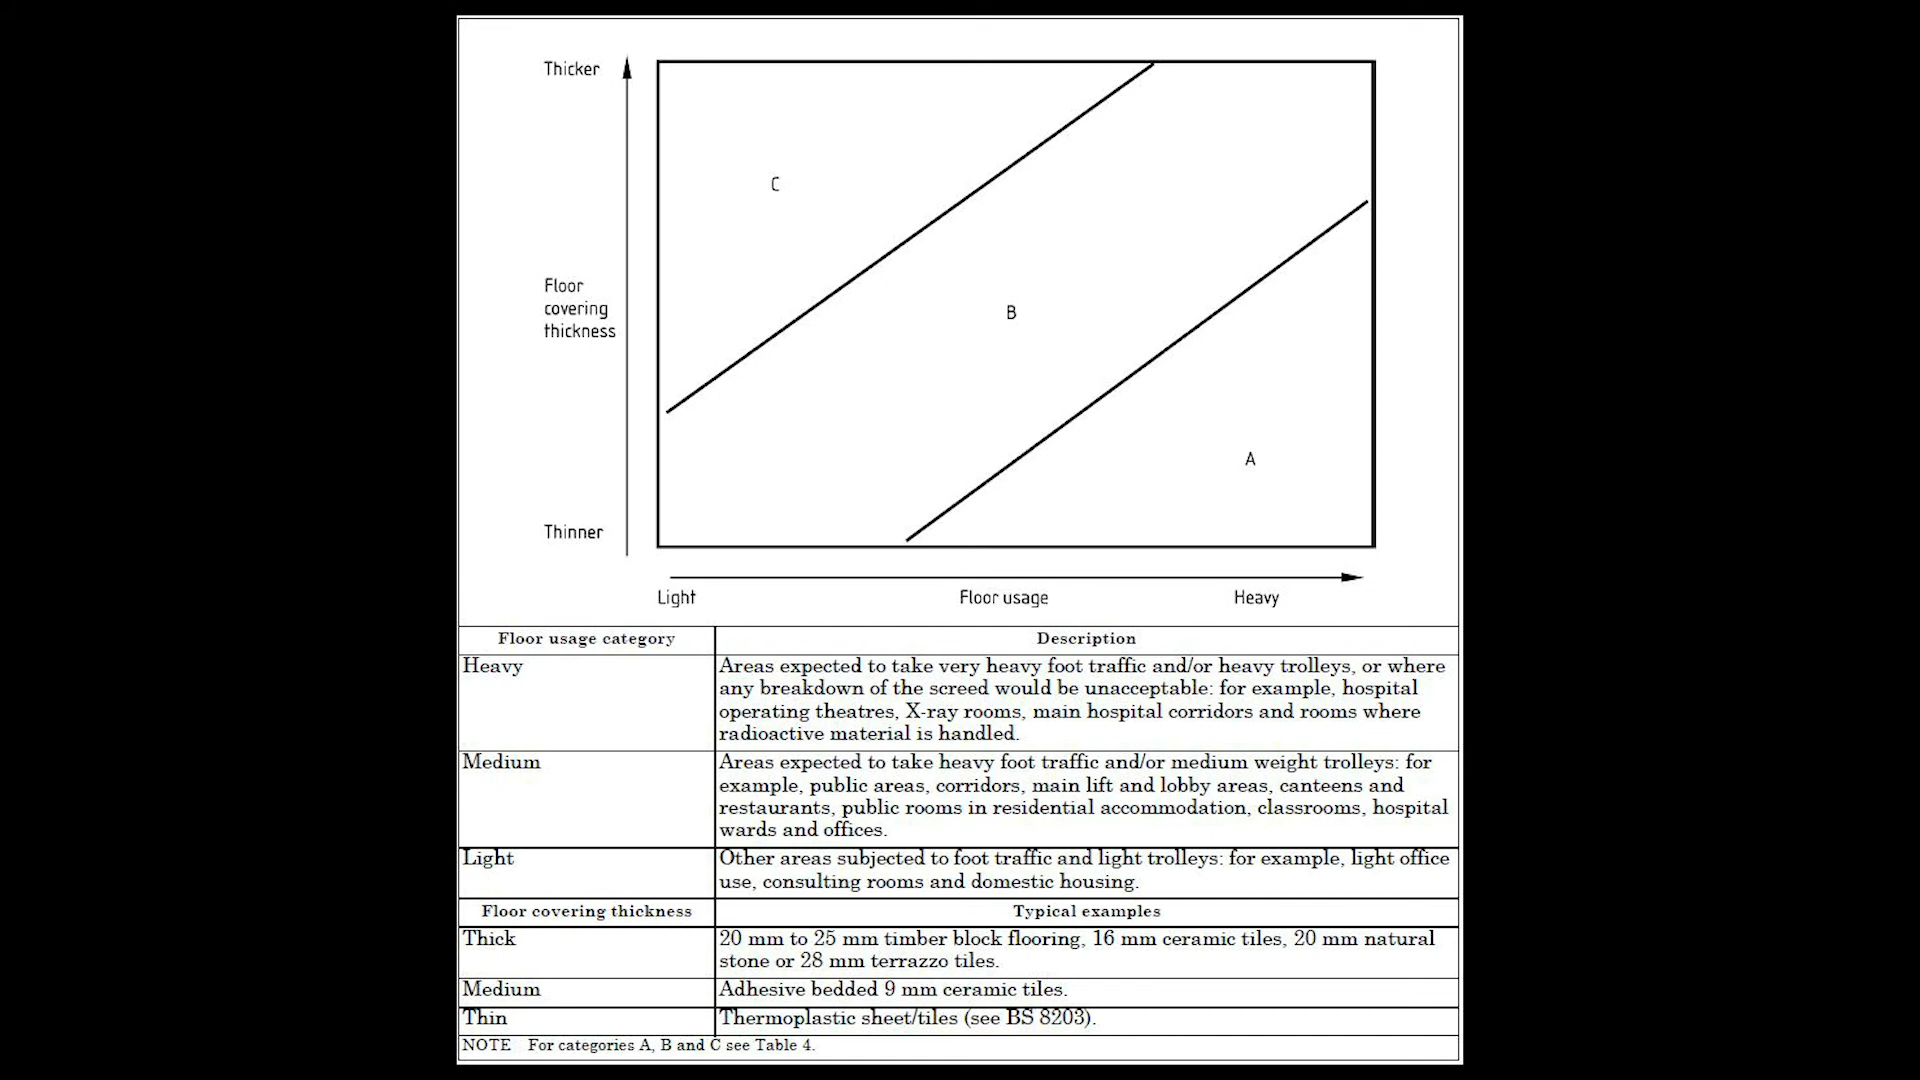 Thicker
C
Floor
covering
thickness
B
A
Thinner
Light Floor usage Heavy
Floor usage category Description
Heavy Areas expected to take very heavy foot traffic and/or heavy trolleys, or where
any breakdown of the screed would be unacceptable: for example, hospital
operating theatres, X-ray rooms, main hospital corridors and rooms where
radioactive material is handled.
Medium Areas expected to take heavy foot traffic and/or medium weight trolleys: for
example, public areas, corridors, main lift and lobby areas, canteens and
restaurants, public rooms in residential accommodation, classrooms, hospital
wards and offices.
Light Other areas subjected to foot traffic and light trolleys: for example, light office
use, consulting rooms and domestic housing.
Floor covering thickness Typical examples
Thick 20 mm to 25 mm timber block flooring, 16 mm ceramic tiles, 20 mm natural
stone or 28 mm terrazzo tiles.
Medium Adhesive bedded 9 mm ceramic tiles.
Thin Thermoplastic sheet/tiles (see BS 8203).
NOTE For categories A, B and C see Table 4.